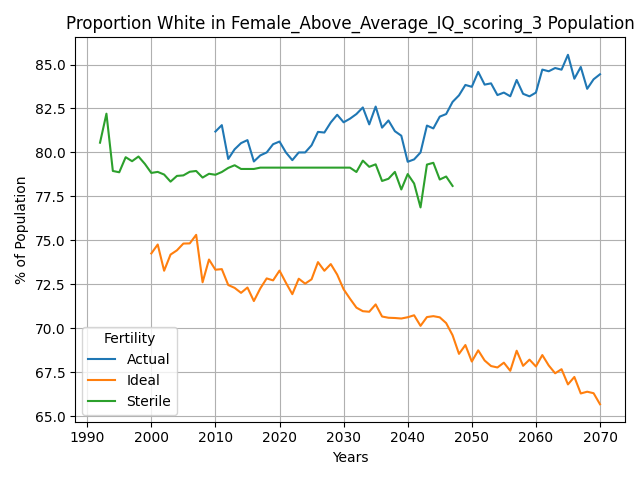 Proportion White in Female_Above_Average_IQ_scoring_3 Population
% of Population
85.0
82.5
80.0
77.5
75.0
72.5
70.0
67.5
65.0
Fertility
Actual
Ideal
Sterile
1990 2000 2010 2020 2030 2040 2050 2060 2070
Years